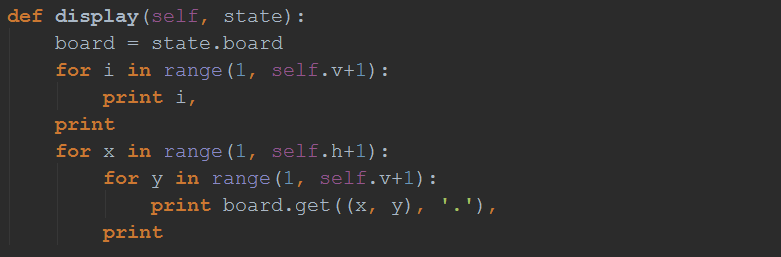 def display(self, state):
    board = state.board
    for i in range(1, self.v+1):
        print i,
    print
    for x in range(1, self.h+1):
        for y in range(1, self.v+1):
            print board.get((x, y), '.'),
        print